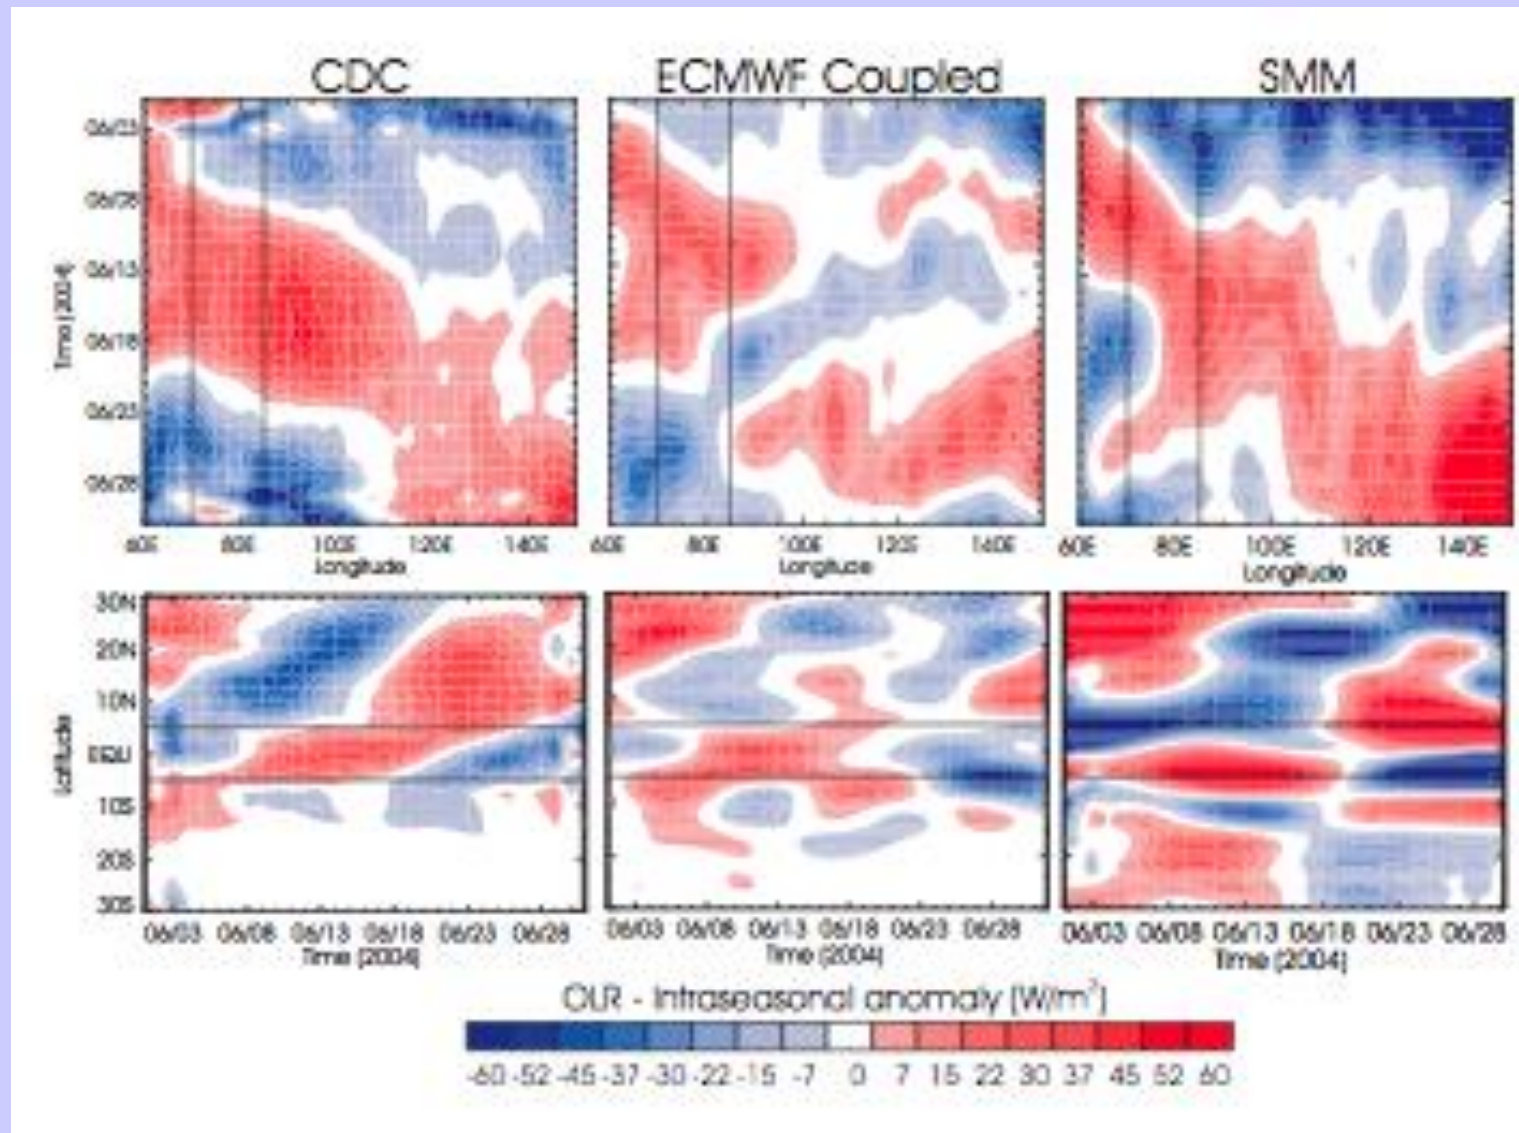 CDC ECMWF Coupled SMM
06/03
06/08
06/13
06/18
06/23
06/28
Time (2004)
60E 80E 100E 120E 140E 60E 80E 100E 120E 140E 60E 80E 100E 120E 140E
Longitude Longitude Longitude
30N
20N
10N
EQU
10S
20S
30S
Latitude
06/03 06/08 06/13 06/18 06/23 06/28 06/03 06/08 06/13 06/18 06/23 06/28 06/03 06/08 06/13 06/18 06/23 06/28
Time (2004) Time (2004) Time (2004)
OLR - Intraseasonal anomaly (W/m²)
-60 -52 -45 -37 -30 -22 -15 -7 0 7 15 22 30 37 45 52 60